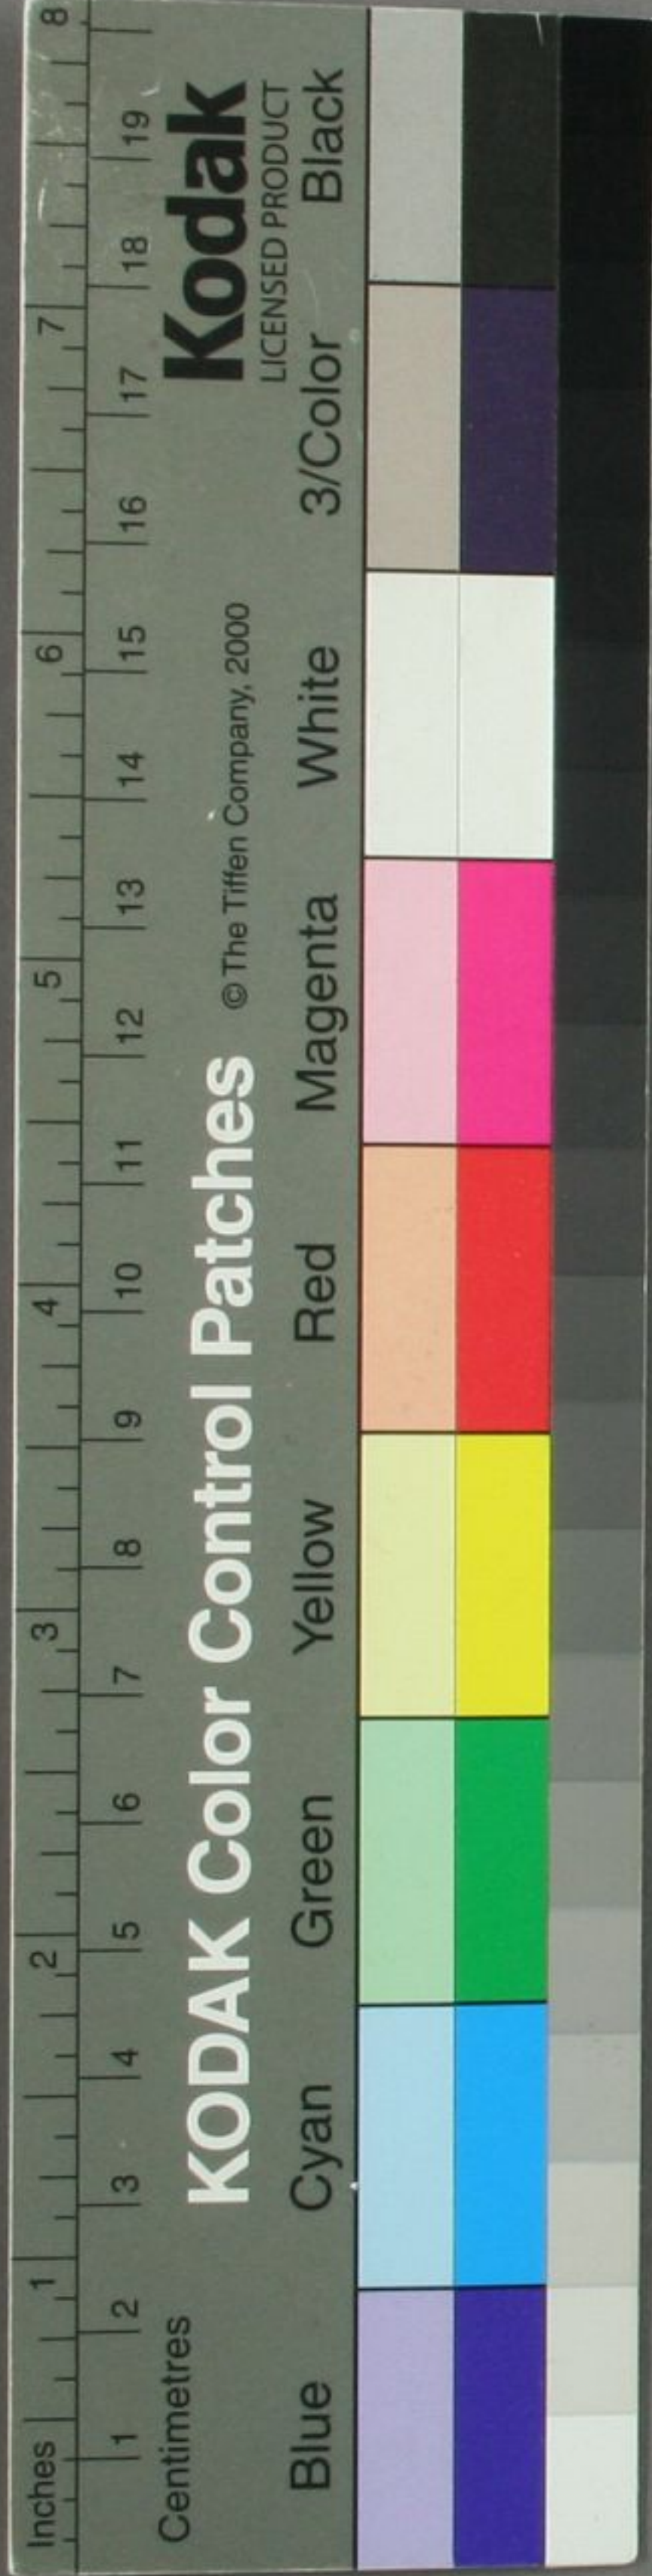 Inches 1 2 3 4 5 6 7 8
1 2 3 4 5 6 7 8 9 10 11 12 13 14 15 16 17 18 19
Centimetres
KODAK Color Control Patches © The Tiffen Company, 2000 Kodak
LICENSED PRODUCT
Blue Cyan Green Yellow Red Magenta White 3/Color Black